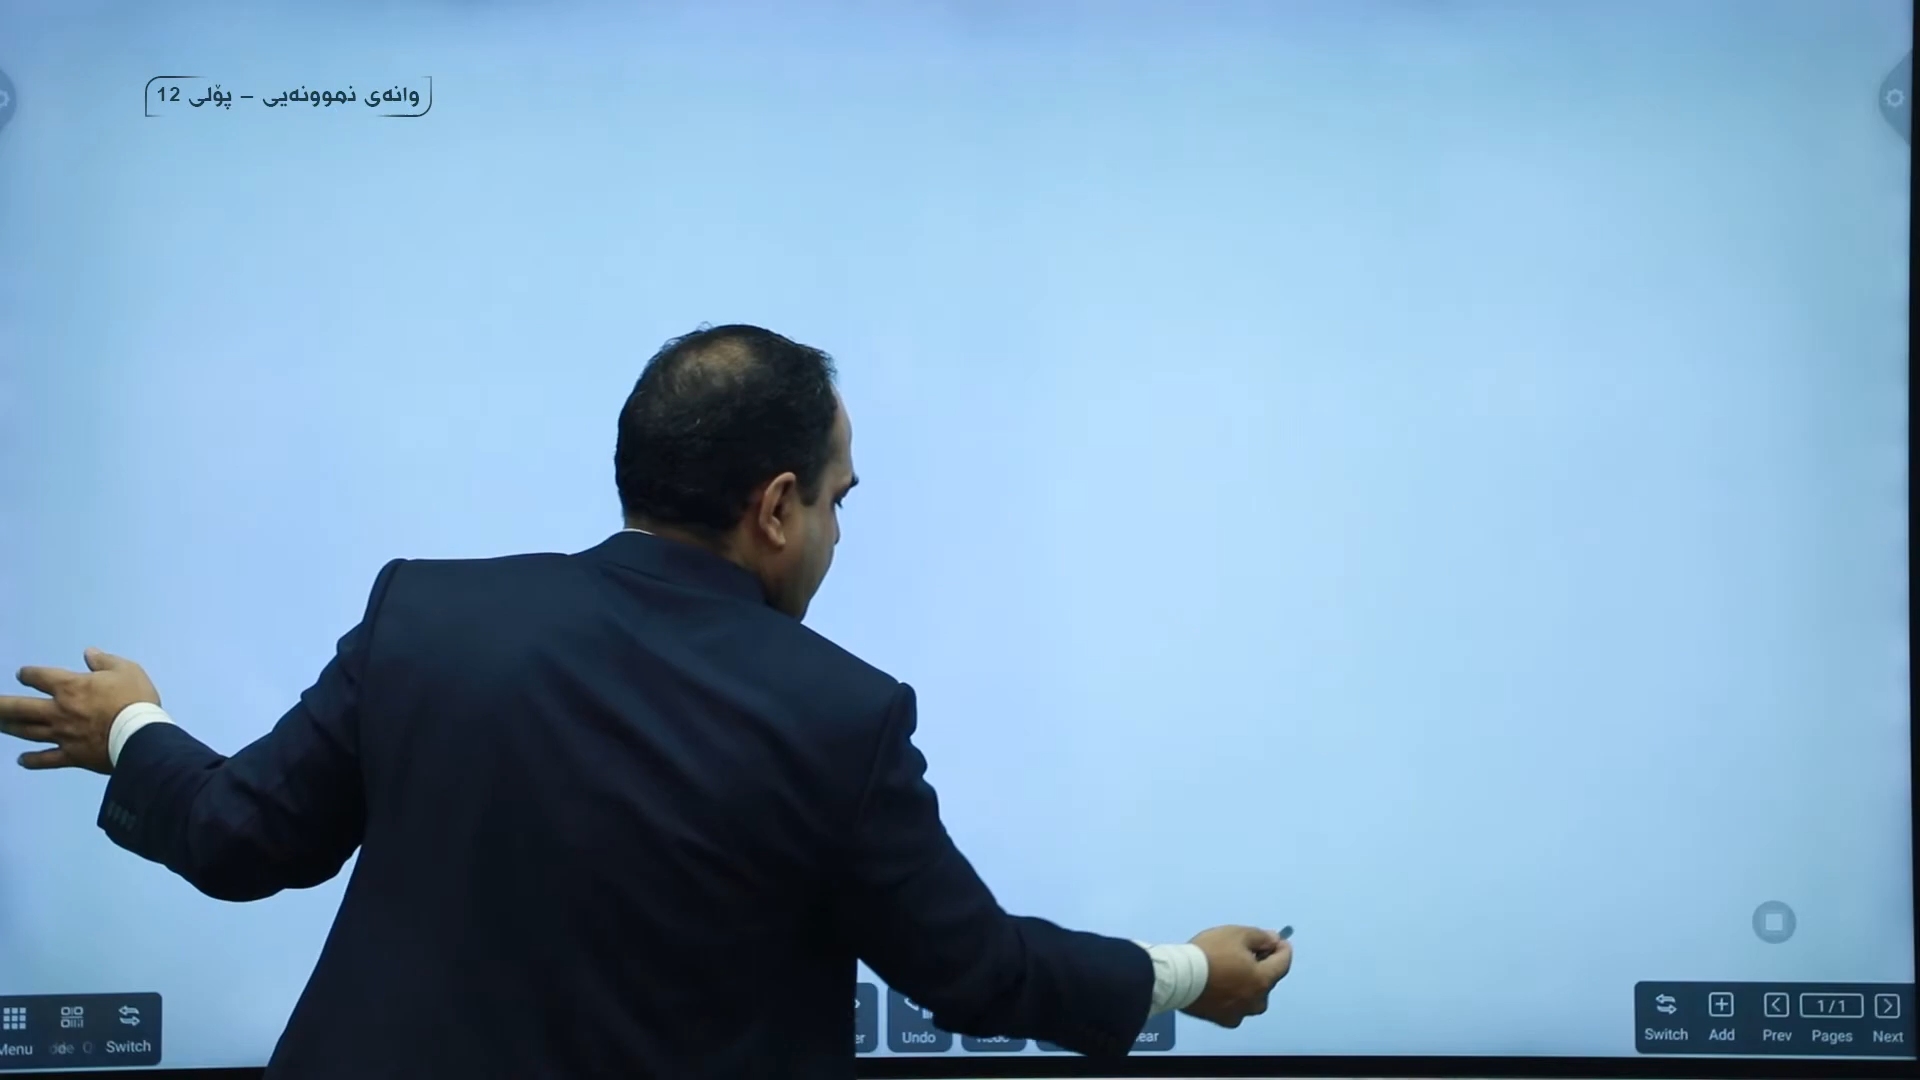 وانەی نموونەیی – پۆلی 12
Undo
Menu
Switch
Switch
Add
Prev
1/1
Pages
Next